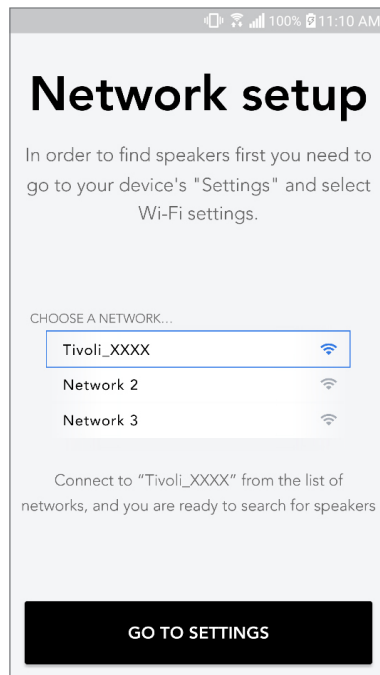 100% 11:10 AM
Network setup
In order to find speakers first you need to
go to your device's "Settings" and select
Wi-Fi settings.
CHOOSE A NETWORK...
Tivoli_XXXX
Network 2
Network 3
Connect to “Tivoli_XXXX” from the list of
networks, and you are ready to search for speakers
GO TO SETTINGS